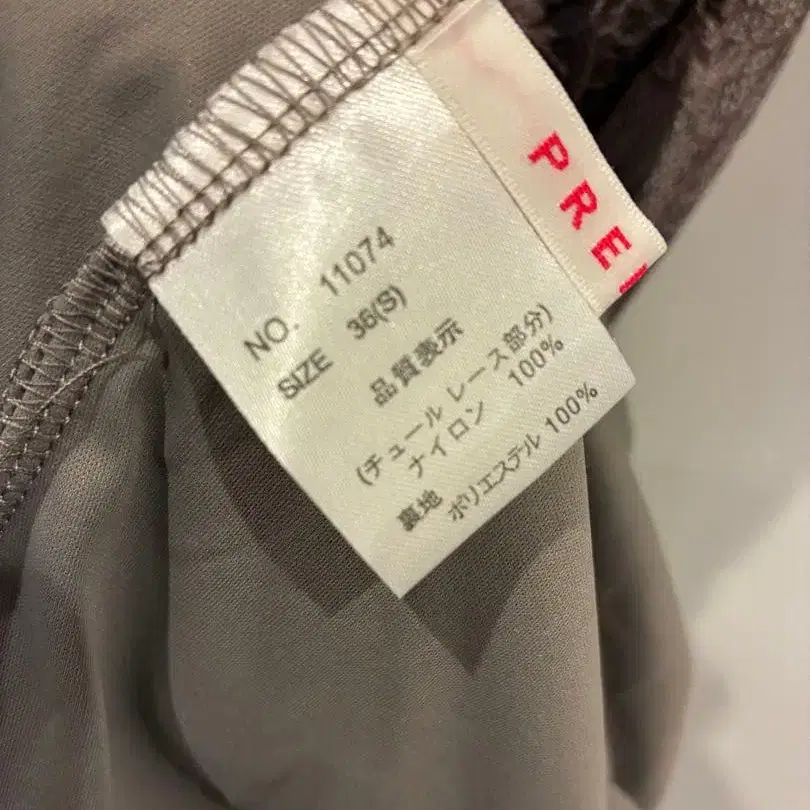 NO. 11074
SIZE 36(S)
品質表示
(チュール レース部分)
ナイロン 100%
裏地 ポリエステル 100%
PRE